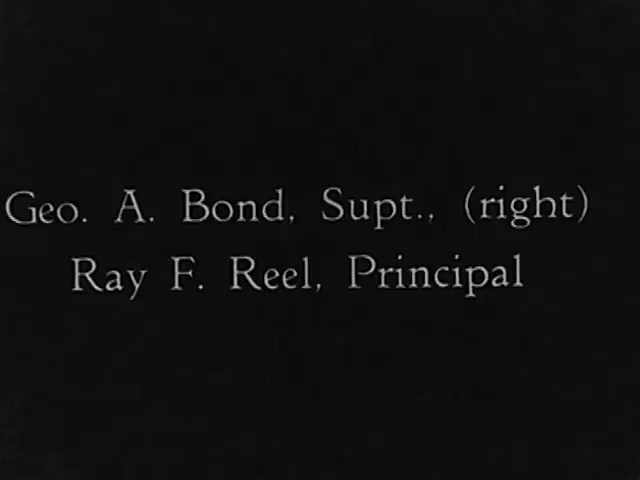 Geo. A. Bond, Supt., (right)
Ray F. Reel, Principal